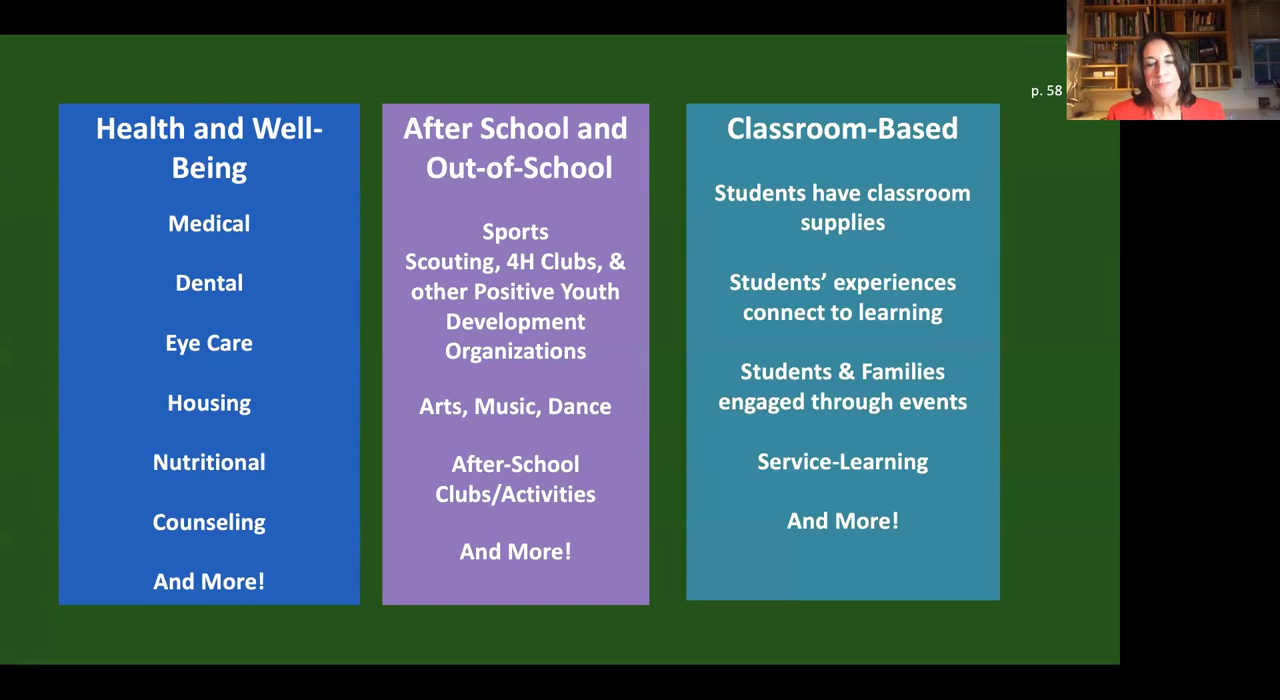 p. 58
Health and Well-
Being
Medical
Dental
Eye Care
Housing
Nutritional
Counseling
And More!
After School and
Out-of-School
Sports
Scouting, 4H Clubs, &
other Positive Youth
Development
Organizations
Arts, Music, Dance
After-School
Clubs/Activities
And More!
Classroom-Based
Students have classroom
supplies
Students’ experiences
connect to learning
Students & Families
engaged through events
Service-Learning
And More!